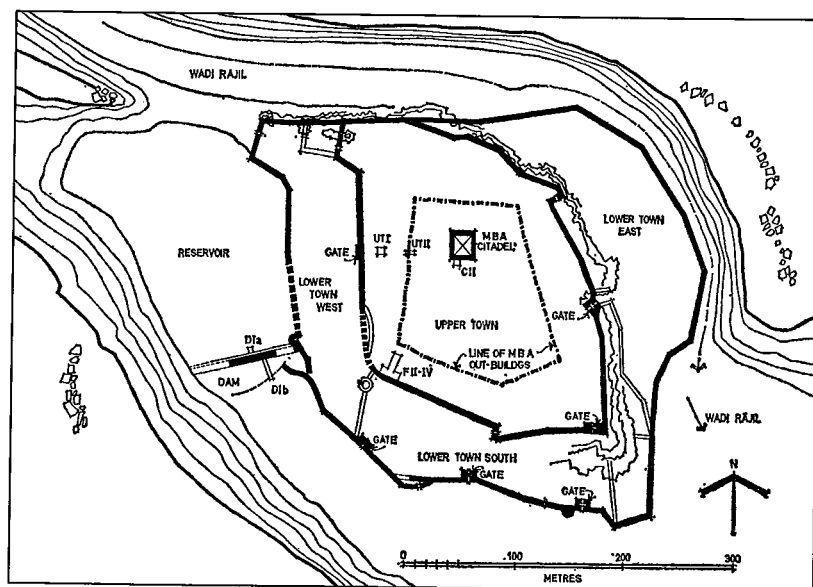 WADI RAJIL
RESERVOIR
LOWER
TOWN
WEST
GATE
UTI
UTII
MBA
CITADEL
CII
LOWER TOWN
EAST
GATE
UPPER TOWN
LINE OF MBA
OUT-BUILDGS
DIa
DAM
DIb
FII-IV
GATE
GATE
LOWER TOWN SOUTH
GATE
GATE
WADI RAJIL
N
0 100 200 300
METRES